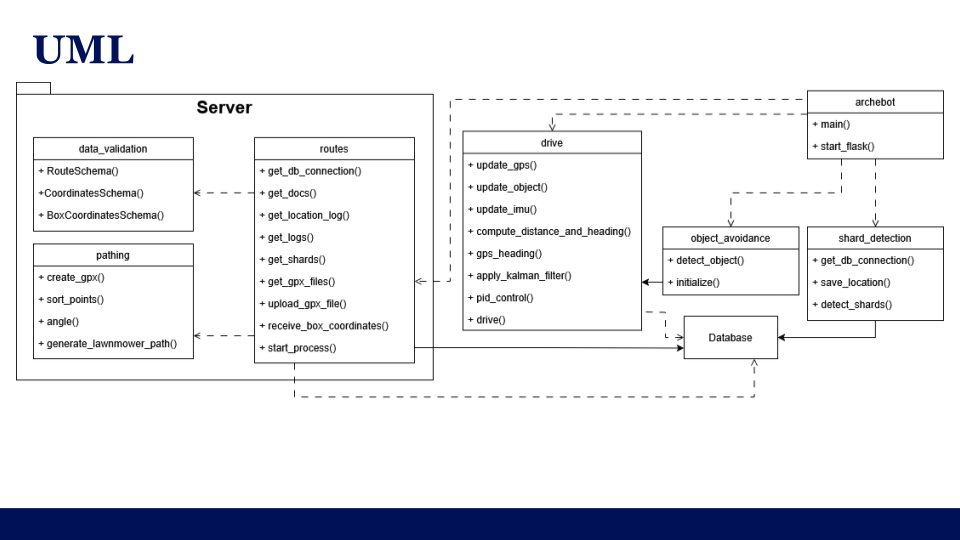 UML
Server
data_validation
+ RouteSchema()
+CoordinatesSchema()
+ BoxCoordinatesSchema()
pathing
+ create_gpx()
+ sort_points()
+ angle()
+ generate_lawnmower_path()
routes
+ get_db_connection()
+ get_docs()
+ get_location_log()
+ get_logs()
+ get_shards()
+ get_gpx_files()
+ upload_gpx_file()
+ receive_box_coordinates()
+ start_process()
drive
+ update_gps()
+ update_object()
+ update_imu()
+ compute_distance_and_heading()
+ gps_heading()
+ apply_kalman_filter()
+ pid_control()
+ drive()
archebot
+ main()
+ start_flask()
object_avoidance
+ detect_object()
+ initialize()
shard_detection
+ get_db_connection()
+ save_location()
+ detect_shards()
Database